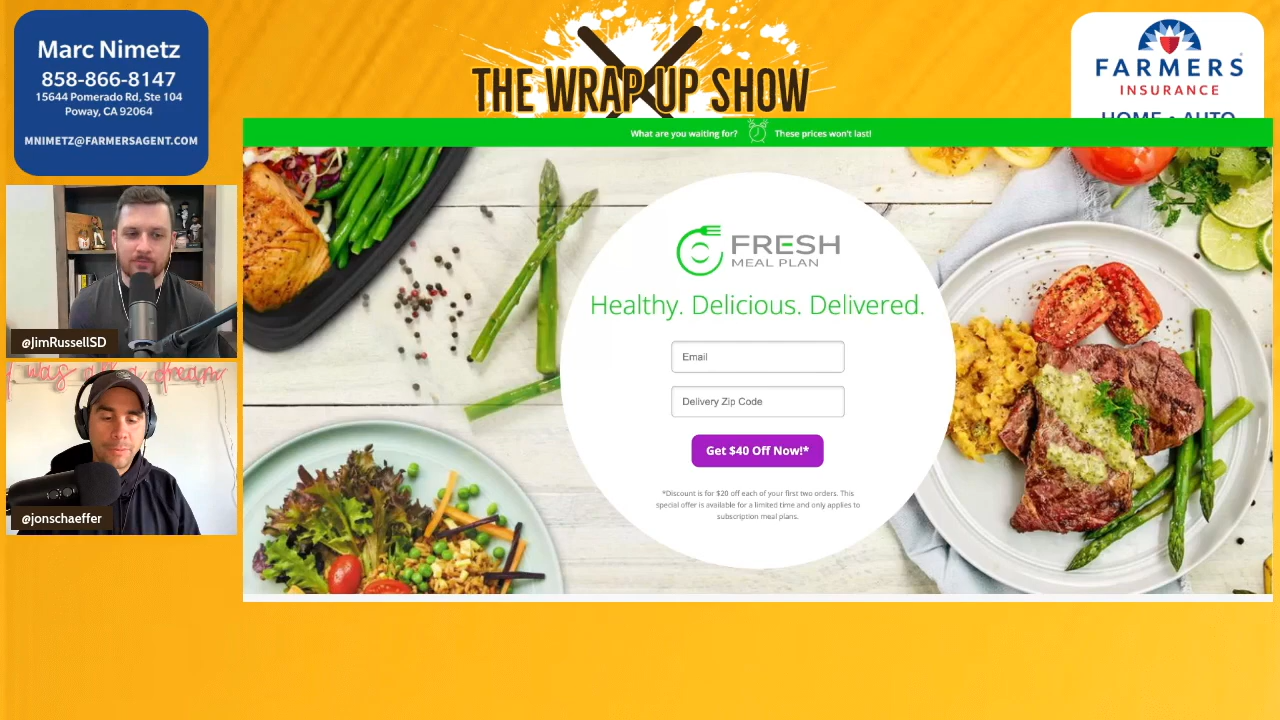 Marc Nimetz
858-866-8147
15644 Pomerado Rd, Ste 104
Poway, CA 92064
MNIMETZ@FARMERSAGENT.COM
THE WRAP UP SHOW
FARMERS
INSURANCE
HOME • AUTO
What are you waiting for? These prices won't last!
@JimRussellSD
@jonschaeffer
FRESH
MEAL PLAN
Healthy. Delicious. Delivered.
Email
Delivery Zip Code
Get $40 Off Now!*
*Discount is for $20 off each of your first two orders. This
special offer is available for a limited time and only applies to
subscription meal plans.